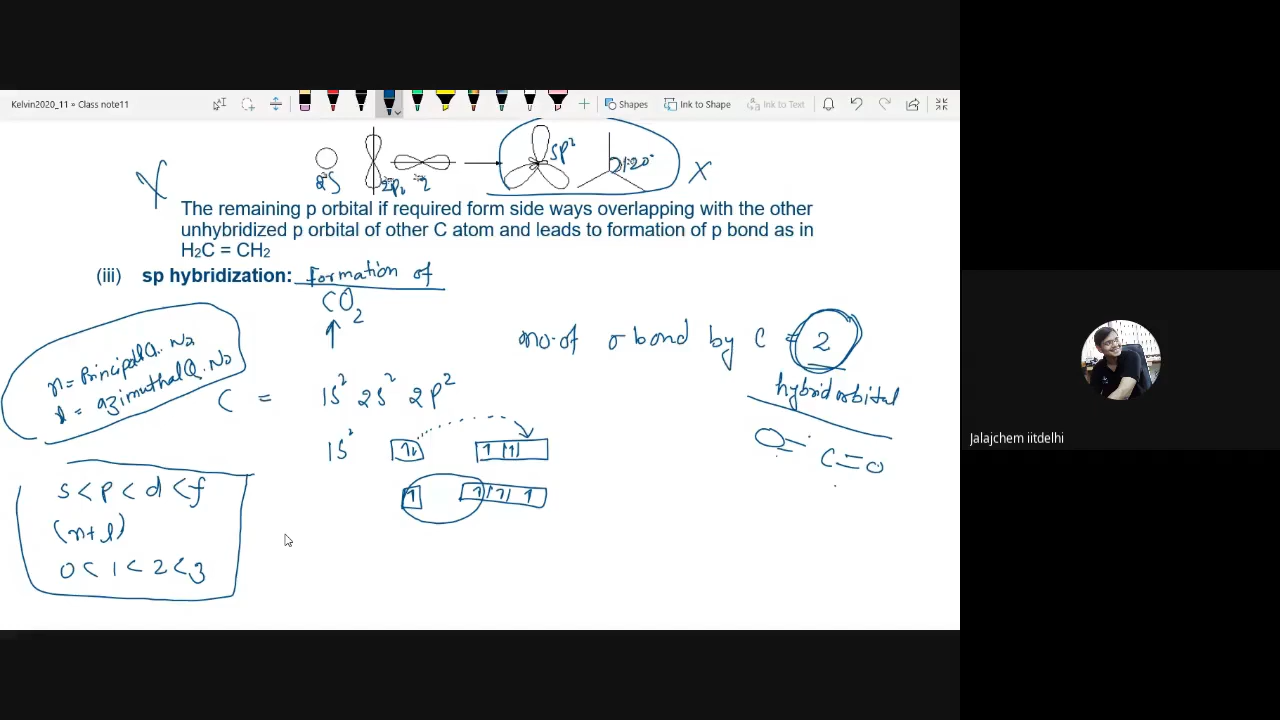 Kelvin2020_11 » Class note11
Shapes
Ink to Shape
Ink to Text
sp²
120°
2S
X
The remaining p orbital if required form side ways overlapping with the other
unhybridized p orbital of other C atom and leads to formation of p bond as in
H₂C = CH₂
(iii) sp hybridization: Formation of
CO₂
no. of σ bond by C = 2
hybrid orbital
O = C = O
n = Principal Q. No
l = azimuthal Q. No
C = 1S² 2S² 2P²
1S²
S < P < d < f
(n+l)
0 < 1 < 2 < 3
Jalajchem iitdelhi